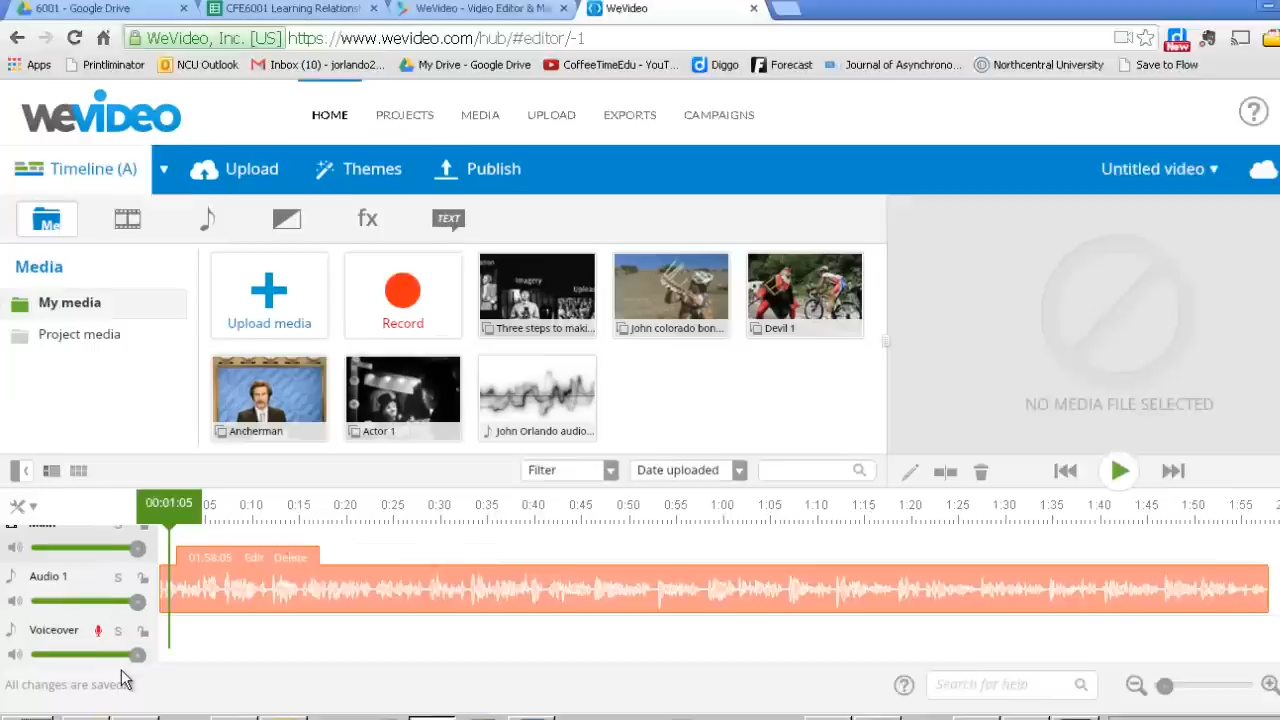 6001 - Google Drive
CFE6001 Learning Relations
WeVideo - Video Editor & Ma
WeVideo
WeVideo, Inc. [US] https://www.wevideo.com/hub/#editor/-1
New
Apps
Printliminator
NCU Outlook
Inbox (10) - jorlando2...
My Drive - Google Drive
CoffeeTimeEdu - YouT...
Diggo
Forecast
Journal of Asynchrono...
Northcentral University
Save to Flow
WEVIDEO
HOME PROJECTS MEDIA UPLOAD EXPORTS CAMPAIGNS
?
Timeline (A)
Upload
Themes
Publish
Untitled video
Me
fx
TEXT
Media
My media
Project media
Upload media
Record
Imagery
Three steps to maki...
John colorado bon...
Devil 1
Ancherman
Actor 1
John Orlando audio...
NO MEDIA FILE SELECTED
Filter
Date uploaded
00:01:05
:05 0:10 0:15 0:20 0:25 0:30 0:35 0:40 0:45 0:50 0:55 1:00 1:05 1:10 1:15 1:20 1:25 1:30 1:35 1:40 1:45 1:50 1:55
01:58:05 Edit Delete
Audio 1 S
Voiceover S
All changes are saved
?
Search for help